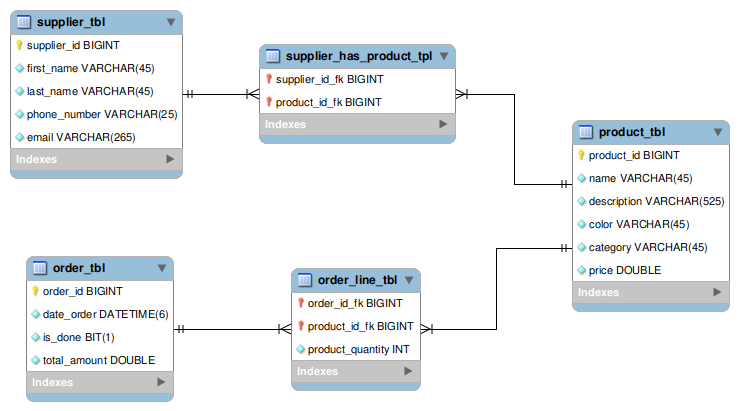 supplier_tbl
supplier_id BIGINT
first_name VARCHAR(45)
last_name VARCHAR(45)
phone_number VARCHAR(25)
email VARCHAR(265)
Indexes
supplier_has_product_tpl
supplier_id_fk BIGINT
product_id_fk BIGINT
Indexes
product_tbl
product_id BIGINT
name VARCHAR(45)
description VARCHAR(525)
color VARCHAR(45)
category VARCHAR(45)
price DOUBLE
Indexes
order_tbl
order_id BIGINT
date_order DATETIME(6)
is_done BIT(1)
total_amount DOUBLE
Indexes
order_line_tbl
order_id_fk BIGINT
product_id_fk BIGINT
product_quantity INT
Indexes